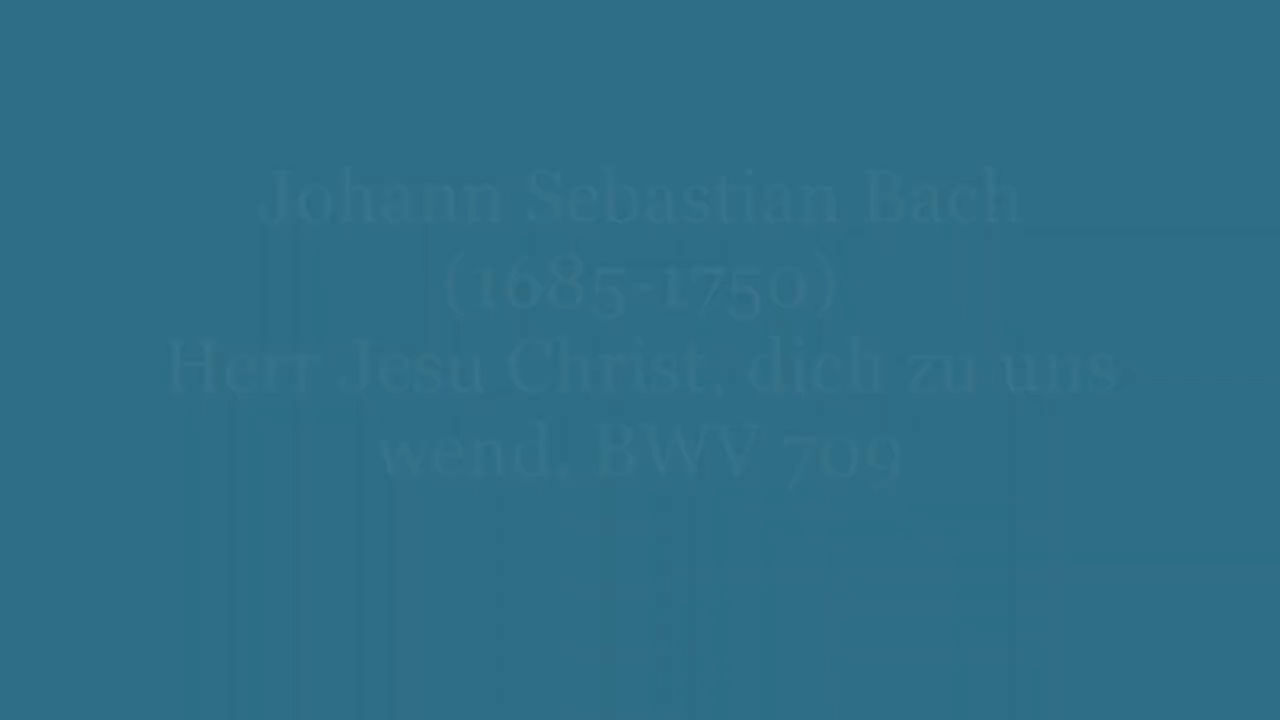 Johann Sebastian Bach
(1685-1750)
Herr Jesu Christ, dich zu uns
wend, BWV 709